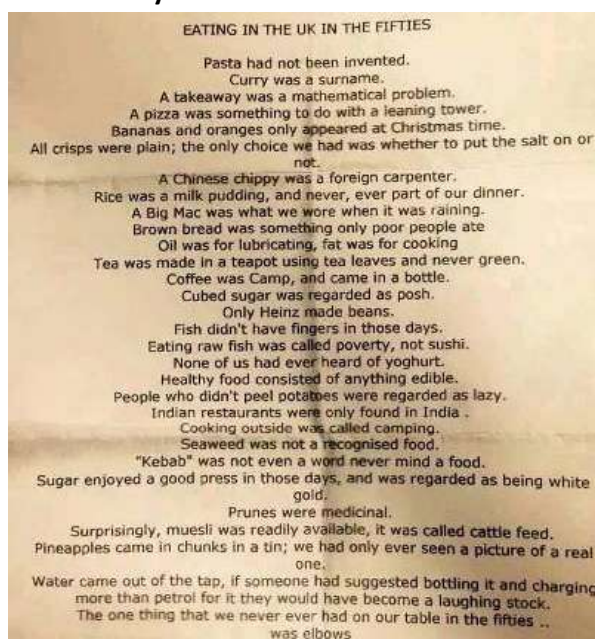 EATING IN THE UK IN THE FIFTIES
Pasta had not been invented.
Curry was a surname.
A takeaway was a mathematical problem.
A pizza was something to do with a leaning tower.
Bananas and oranges only appeared at Christmas time.
All crisps were plain; the only choice we had was whether to put the salt on or
not.
A Chinese chippy was a foreign carpenter.
Rice was a milk pudding, and never, ever part of our dinner.
A Big Mac was what we wore when it was raining.
Brown bread was something only poor people ate
Oil was for lubricating, fat was for cooking
Tea was made in a teapot using tea leaves and never green.
Coffee was Camp, and came in a bottle.
Cubed sugar was regarded as posh.
Only Heinz made beans.
Fish didn't have fingers in those days.
Eating raw fish was called poverty, not sushi.
None of us had ever heard of yoghurt.
Healthy food consisted of anything edible.
People who didn't peel potatoes were regarded as lazy.
Indian restaurants were only found in India .
Cooking outside was called camping.
Seaweed was not a recognised food.
"Kebab" was not even a word never mind a food.
Sugar enjoyed a good press in those days, and was regarded as being white
gold.
Prunes were medicinal.
Surprisingly, muesli was readily available, it was called cattle feed.
Pineapples came in chunks in a tin; we had only ever seen a picture of a real
one.
Water came out of the tap, if someone had suggested bottling it and charging
more than petrol for it they would have become a laughing stock.
The one thing that we never ever had on our table in the fifties ..
was elbows